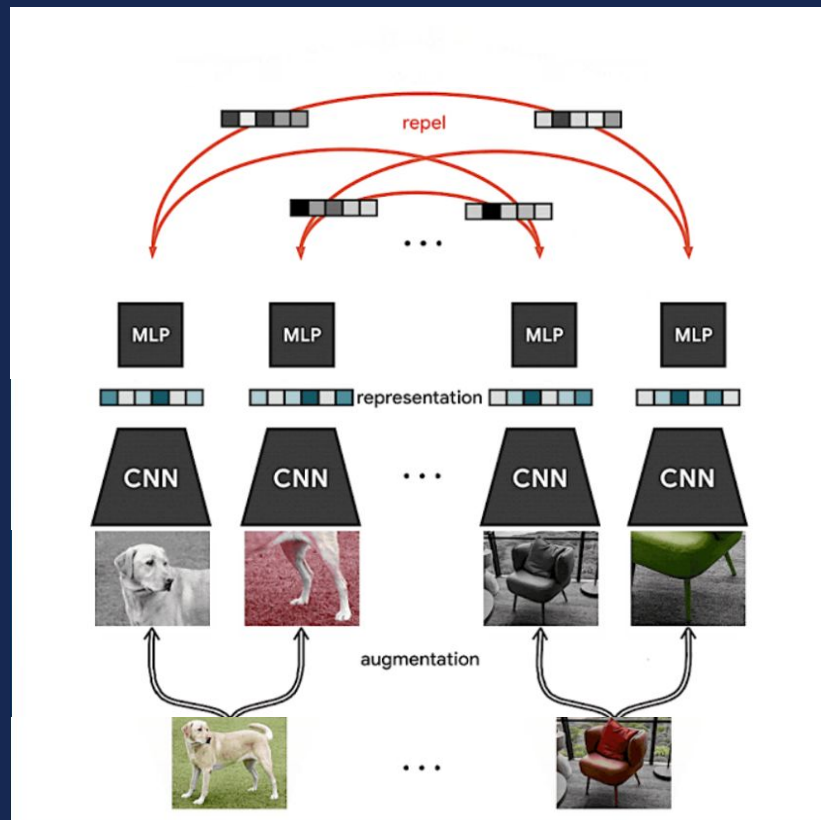 repel
...
MLP MLP MLP MLP
representation
CNN CNN ... CNN CNN
augmentation
...